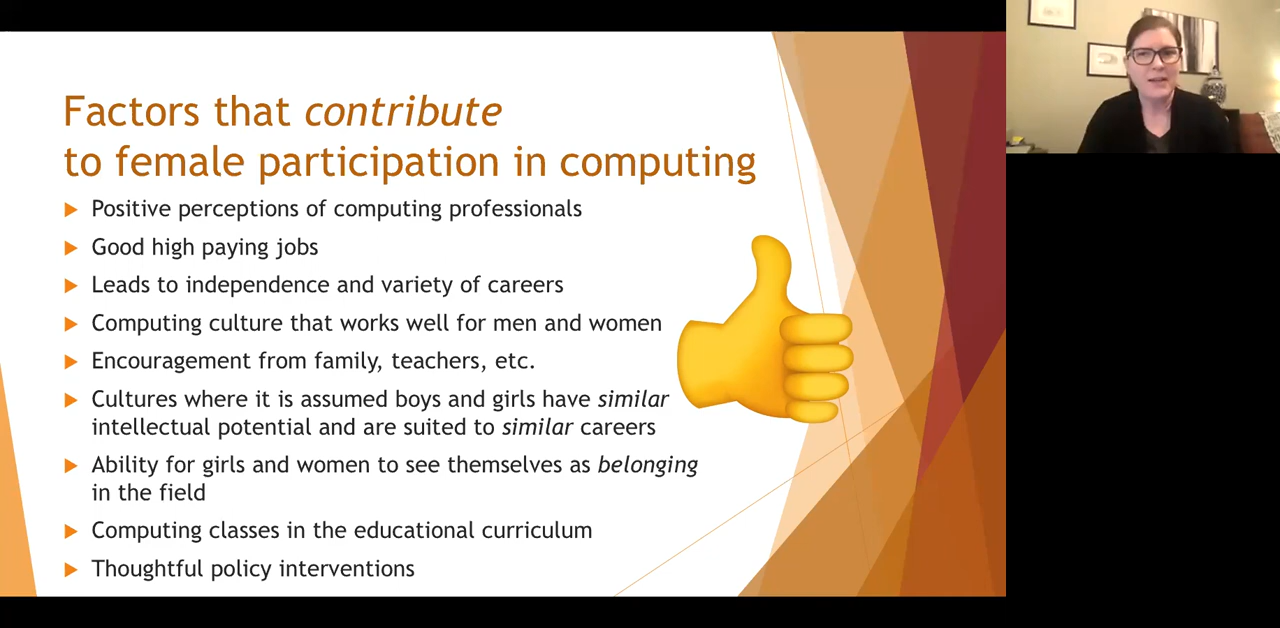 Factors that contribute
to female participation in computing
Positive perceptions of computing professionals
Good high paying jobs
Leads to independence and variety of careers
Computing culture that works well for men and women
Encouragement from family, teachers, etc.
Cultures where it is assumed boys and girls have similar
intellectual potential and are suited to similar careers
Ability for girls and women to see themselves as belonging
in the field
Computing classes in the educational curriculum
Thoughtful policy interventions